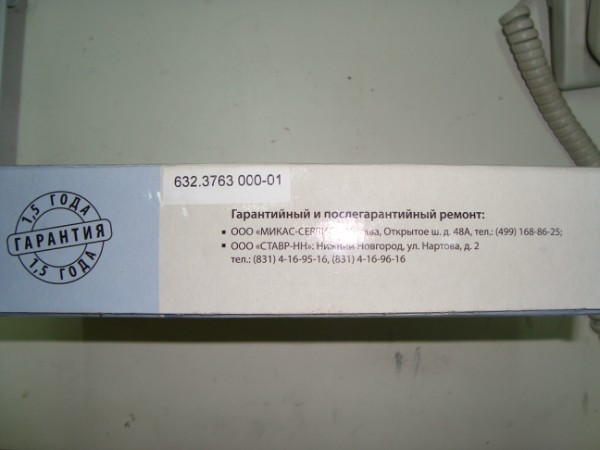 1,5 ГОДА
ГАРАНТИЯ
1,5 ГОДА
632.3763 000-01
Гарантийный и послегарантийный ремонт:
▪ ООО «МИКАС-СЕРВИС»: Москва, Открытое ш. д. 48А, тел.: (499) 168-86-25;
▪ ООО «СТАВР-НН»: Нижний Новгород, ул. Нартова, д. 2
тел.: (831) 4-16-95-16, (831) 4-16-96-16